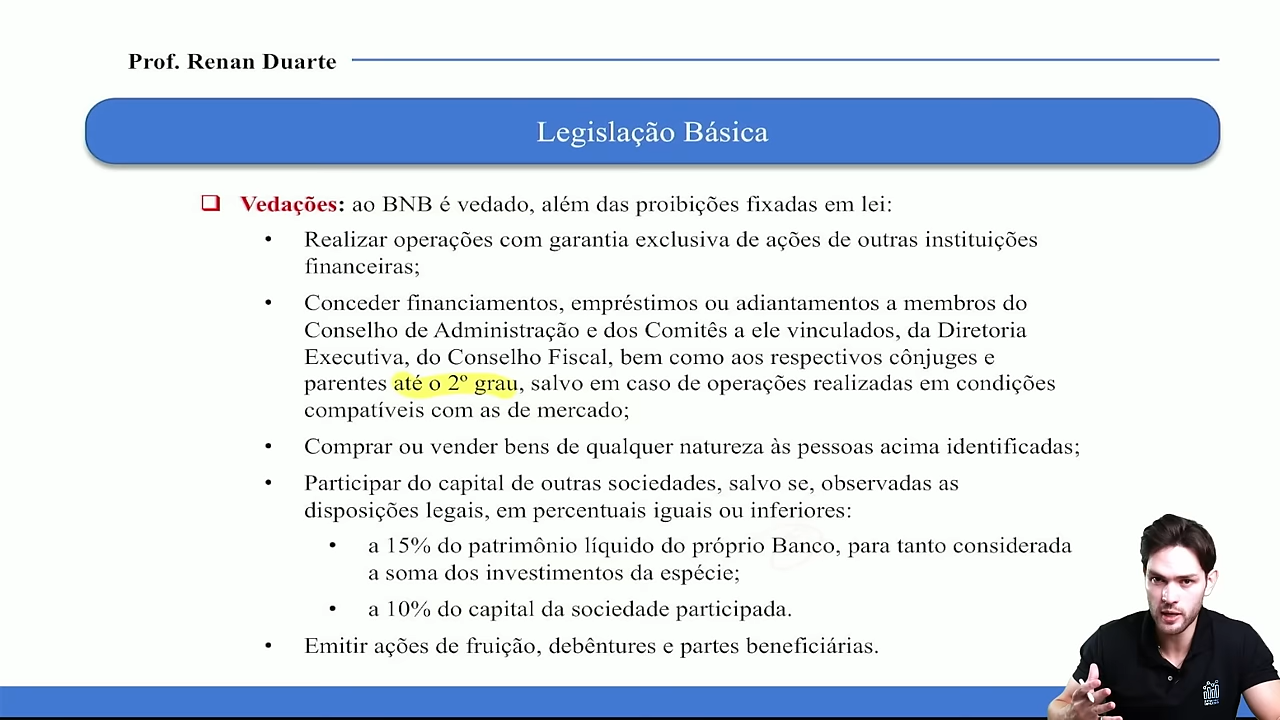 Prof. Renan Duarte
Legislação Básica
❑ Vedações: ao BNB é vedado, além das proibições fixadas em lei:
• Realizar operações com garantia exclusiva de ações de outras instituições
financeiras;
• Conceder financiamentos, empréstimos ou adiantamentos a membros do
Conselho de Administração e dos Comitês a ele vinculados, da Diretoria
Executiva, do Conselho Fiscal, bem como aos respectivos cônjuges e
parentes até o 2º grau, salvo em caso de operações realizadas em condições
compatíveis com as de mercado;
• Comprar ou vender bens de qualquer natureza às pessoas acima identificadas;
• Participar do capital de outras sociedades, salvo se, observadas as
disposições legais, em percentuais iguais ou inferiores:
• a 15% do patrimônio líquido do próprio Banco, para tanto considerada
a soma dos investimentos da espécie;
• a 10% do capital da sociedade participada.
• Emitir ações de fruição, debêntures e partes beneficiárias.